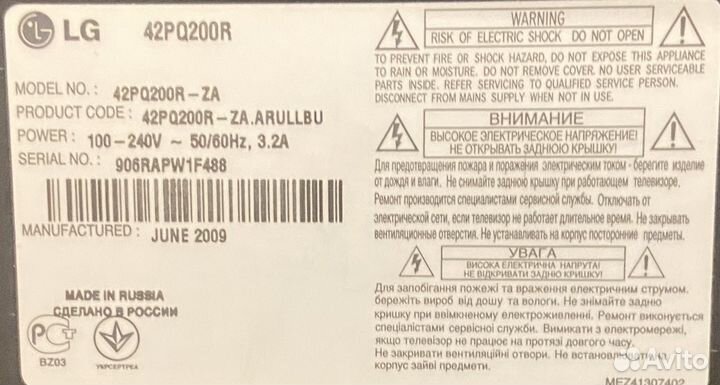 LG 42PQ200R
MODEL NO. : 42PQ200R-ZA
PRODUCT CODE : 42PQ200R-ZA.ARULLBU
POWER : 100-240V ~ 50/60Hz, 3.2A
SERIAL NO. : 906RAPW1F488
MANUFACTURED : JUNE 2009
MADE IN RUSSIA
СДЕЛАНО В РОССИИ
РСТ
BZ03
УКРСЕПРО
WARNING
RISK OF ELECTRIC SHOCK DO NOT OPEN
TO PREVENT FIRE OR SHOCK HAZARD, DO NOT EXPOSE THIS APPLIANCE
TO RAIN OR MOISTURE. DO NOT REMOVE COVER. NO USER SERVICEABLE
PARTS INSIDE. REFER SERVICING TO QUALIFIED SERVICE PERSON.
DISCONNECT FROM MAINS SUPPLY WHEN NOT IN USE.
ВНИМАНИЕ
ВЫСОКОЕ ЭЛЕКТРИЧЕСКОЕ НАПРЯЖЕНИЕ!
НЕ ОТКРЫВАТЬ ЗАДНЮЮ КРЫШКУ!
Для предотвращения пожара и поражения электрическим током - берегите изделие
от дождя и влаги. Не снимайте заднюю крышку при работающем телевизоре.
Ремонт производится специалистами сервисной службы. Отключать от
электрической сети, если телевизор не работает длительное время. Не закрывать
вентиляционные отверстия. Не устанавливать на корпус посторонние предметы.
УВАГА
ВИСОКА ЕЛЕКТРИЧНА НАПРУГА!
НЕ ВІДКРИВАТИ ЗАДНЮ КРИШКУ!
Для запобігання пожежі та враження електричним струмом,
бережіть виріб від дощу та вологи. Не знімайте задню
кришку при вмикненому електроживленні. Ремонт виконується
спеціалістами сервісної служби. Вимикати з електромережі,
якщо телевізор не працює на протязі довгого часу.
Не закривати вентиляційні отвори. Не встановлювати на
корпус зайві предмети.
MEZ41307402
Avito